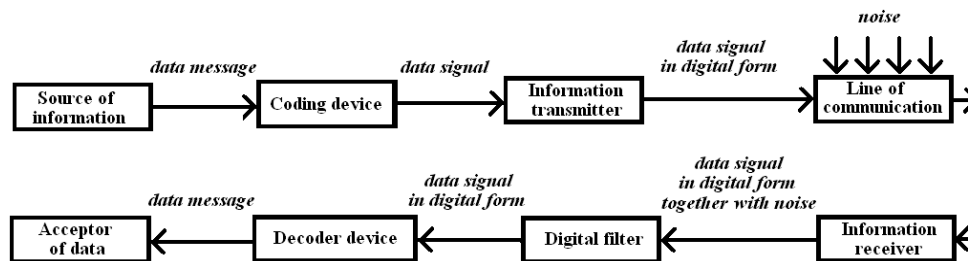 noise
data message
data signal
data signal
in digital form
Source of
information
Coding device
Information
transmitter
Line of
communication
data message
data signal
in digital form
data signal
in digital form
together with noise
Acceptor
of data
Decoder device
Digital filter
Information
receiver